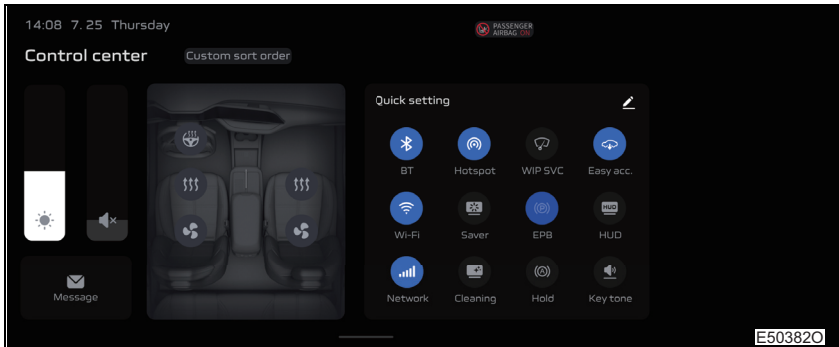 14:08 7. 25 Thursday
PASSENGER
AIRBAG ON
Control center
Custom sort order
Quick setting
BT
Hotspot
WIP SVC
Easy acc.
Wi-Fi
Saver
(P)
EPB
HUD
HUD
Network
Cleaning
(A)
Hold
Key tone
Message
E50382O